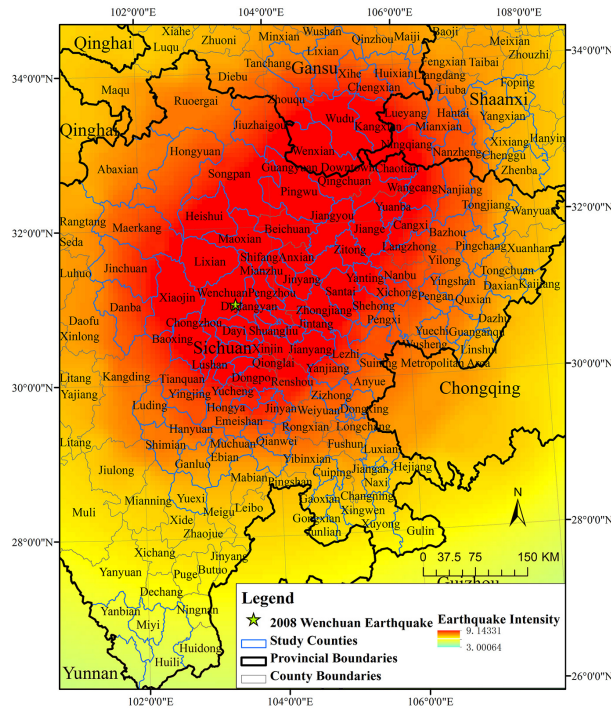 102°0'0"E 104°0'0"E 106°0'0"E 108°0'0"E
Xiahe Wushan Baoji
Qinghai Luqu Zhuoni Minxian Qinzhou Maiji Meixian
Lixian Zhouzhi
34°0'0"N Tanchang Gansu Fengxian Taibai 34°0'0"N
Diebu Xihe Huixian Liangdang Foping
Maqu Chengxian Liuba Shaanxi
Ruoergai Zhouqu Lueyang Hantai Yangxian
Qinghai Jiuzhaigou Wudu Kangxian Mianxian
Hongyuan Wenxian Ningqiang Xixiang Hanyin
Nanzheng Chenggu
Abaxian Songpan Guangyuan Downtown Chaotian Zhenba
Qingchuan
Pingwu Wangcang Nanjiang
Heishui Jiangyou Yuanba Tongjiang Wanyuan
32°0'0"N Rangtang Maerkang Beichuan Jiange Cangxi Bazhou 32°0'0"N
Seda Maoxian Zitong Langzhong Pingchang Xuanhan
Lixian Shifang Anxian Yilong
Luhuo Jinchuan Mianzhu Tongchuan
Jinyang Yanting Nanbu Yingshan Daxian Kaijiang
Xiaojin Wenchuan Pengzhou Santai Xichong Pengan Quxian
Danba Zhongjiang Shehong
Daofu Chongzhou Jintang Pengxi Dazhu
Xinlong Baoxing Dayi Shuangliu Yuechi Guangan
Sichuan Xinjin Jianyang Lezhi Wusheng Linshui
30°0'0"N Lushan Qionglai Yanjiang Suining Metropolitan Area 30°0'0"N
Litang Kangding Tianquan Dongpo Renshou Anyue Chongqing
Yajiang Yingjing Yucheng Zizhong
Luding Hongya Jinyan Weiyuan Dongxing
Hanyuan Emeishan Rongxian Longchang
Litang Shimian Muchuan Qianwei Fushun Luxian
Ganluo Ebian Yibinxian
Jiulong Mabian Pingshan Cuiping Jiangan Hejiang
Naxi
Mianning Yuexi Gaoxian Changning
Muli Meigu Leibo Gongxian Xingwen
Xide Yunlian Xuyong Gulin
28°0'0"N Zhaojue N 28°0'0"N
Xichang Jinyang
Yanyuan Puge Butuo 0 37.5 75 150 KM
Dechang Guizhou
Yanbian Ningnan
Miyi
Huidong
Yunnan Huili
Legend
2008 Wenchuan Earthquake
Study Counties
Provincial Boundaries
County Boundaries
Earthquake Intensity
9.14331
3.00064
26°0'0"N
102°0'0"E 104°0'0"E 106°0'0"E